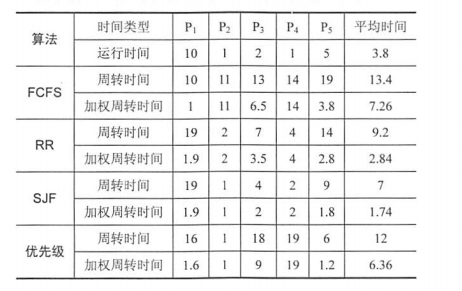 算法 时间类型 P₁ P₂ P₃ P₄ P₅ 平均时间
运行时间 10 1 2 1 5 3.8
FCFS 周转时间 10 11 13 14 19 13.4
加权周转时间 1 11 6.5 14 3.8 7.26
RR 周转时间 19 2 7 4 14 9.2
加权周转时间 1.9 2 3.5 4 2.8 2.84
SJF 周转时间 19 1 4 2 9 7
加权周转时间 1.9 1 2 2 1.8 1.74
优先级 周转时间 16 1 18 19 6 12
加权周转时间 1.6 1 9 19 1.2 6.36